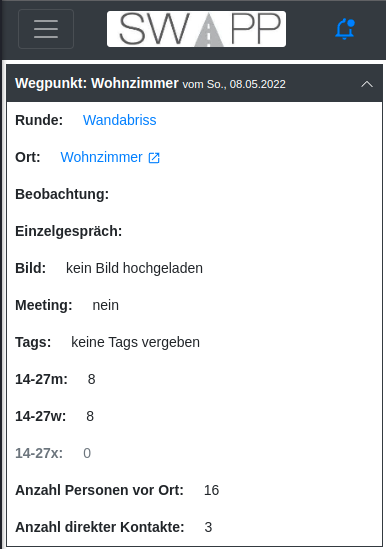 SWAPP
Wegpunkt: Wohnzimmer vom So., 08.05.2022
Runde: Wandabriss
Ort: Wohnzimmer
Beobachtung:
Einzelgespräch:
Bild: kein Bild hochgeladen
Meeting: nein
Tags: keine Tags vergeben
14-27m: 8
14-27w: 8
14-27x: 0
Anzahl Personen vor Ort: 16
Anzahl direkter Kontakte: 3